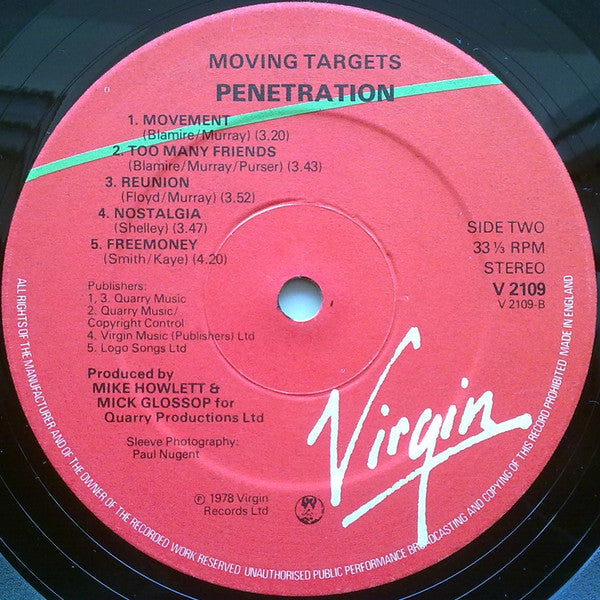 MOVING TARGETS
PENETRATION
1. MOVEMENT
(Blamire/Murray) (3.20)
2. TOO MANY FRIENDS
(Blamire/Murray/Purser) (3.43)
3. REUNION
(Floyd/Murray) (3.52)
4. NOSTALGIA
(Shelley) (3.47)
5. FREEMONEY
(Smith/Kaye) (4.20)
SIDE TWO
33 ⅓ RPM
STEREO
V 2109
V 2109-B
Publishers:
1, 3. Quarry Music
2. Quarry Music/
Copyright Control
4. Virgin Music (Publishers) Ltd
5. Logo Songs Ltd
Produced by
MIKE HOWLETT &
MICK GLOSSOP for
Quarry Productions Ltd
Sleeve Photography:
Paul Nugent
℗ 1978 Virgin
Records Ltd
Virgin
ALL RIGHTS OF THE MANUFACTURER AND OF THE OWNER OF THE RECORDED WORK RESERVED UNAUTHORISED PUBLIC PERFORMANCE BROADCASTING AND COPYING OF THIS RECORD PROHIBITED MADE IN ENGLAND